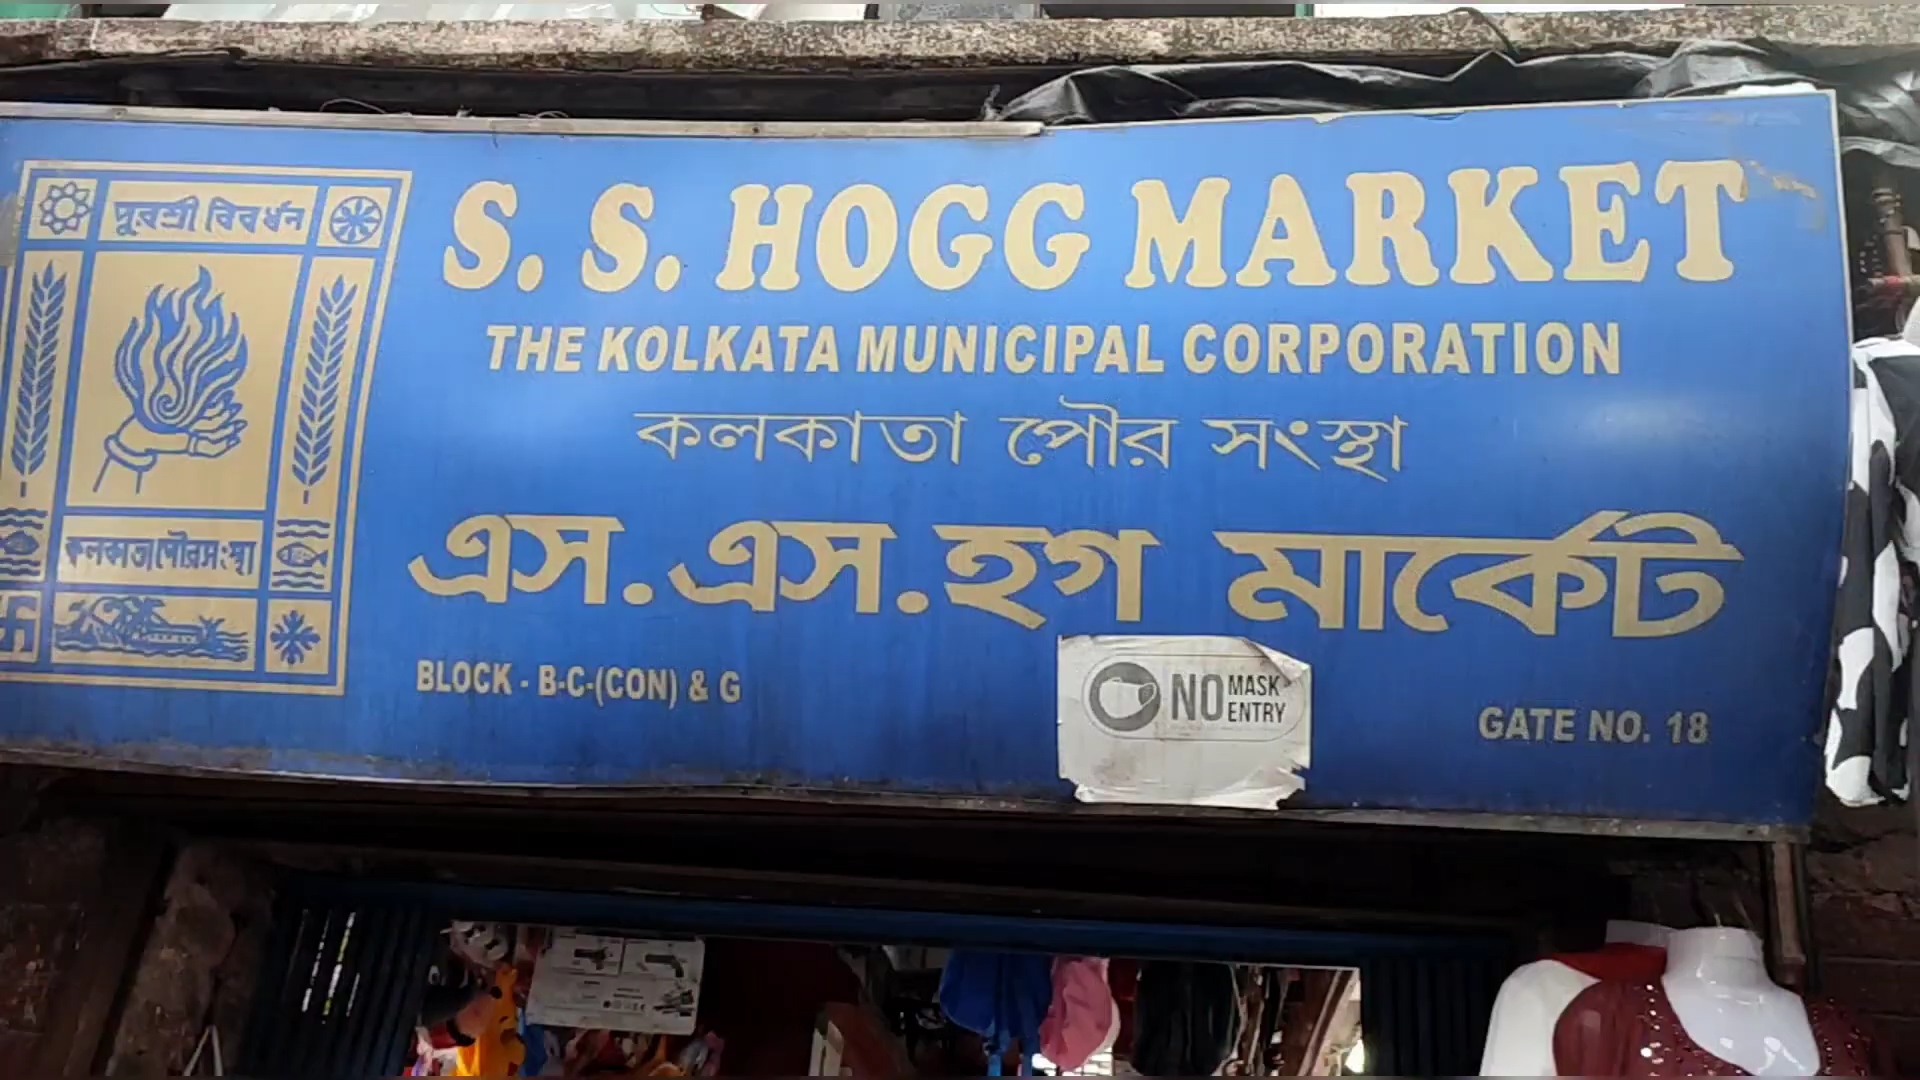 পুরশ্রী বিবর্ধন
কলকাতা পৌরসংস্থা
S. S. HOGG MARKET
THE KOLKATA MUNICIPAL CORPORATION
কলকাতা পৌর সংস্থা
এস.এস.হগ মার্কেট
BLOCK - B-C-(CON) & G
NO MASK
ENTRY
GATE NO. 18